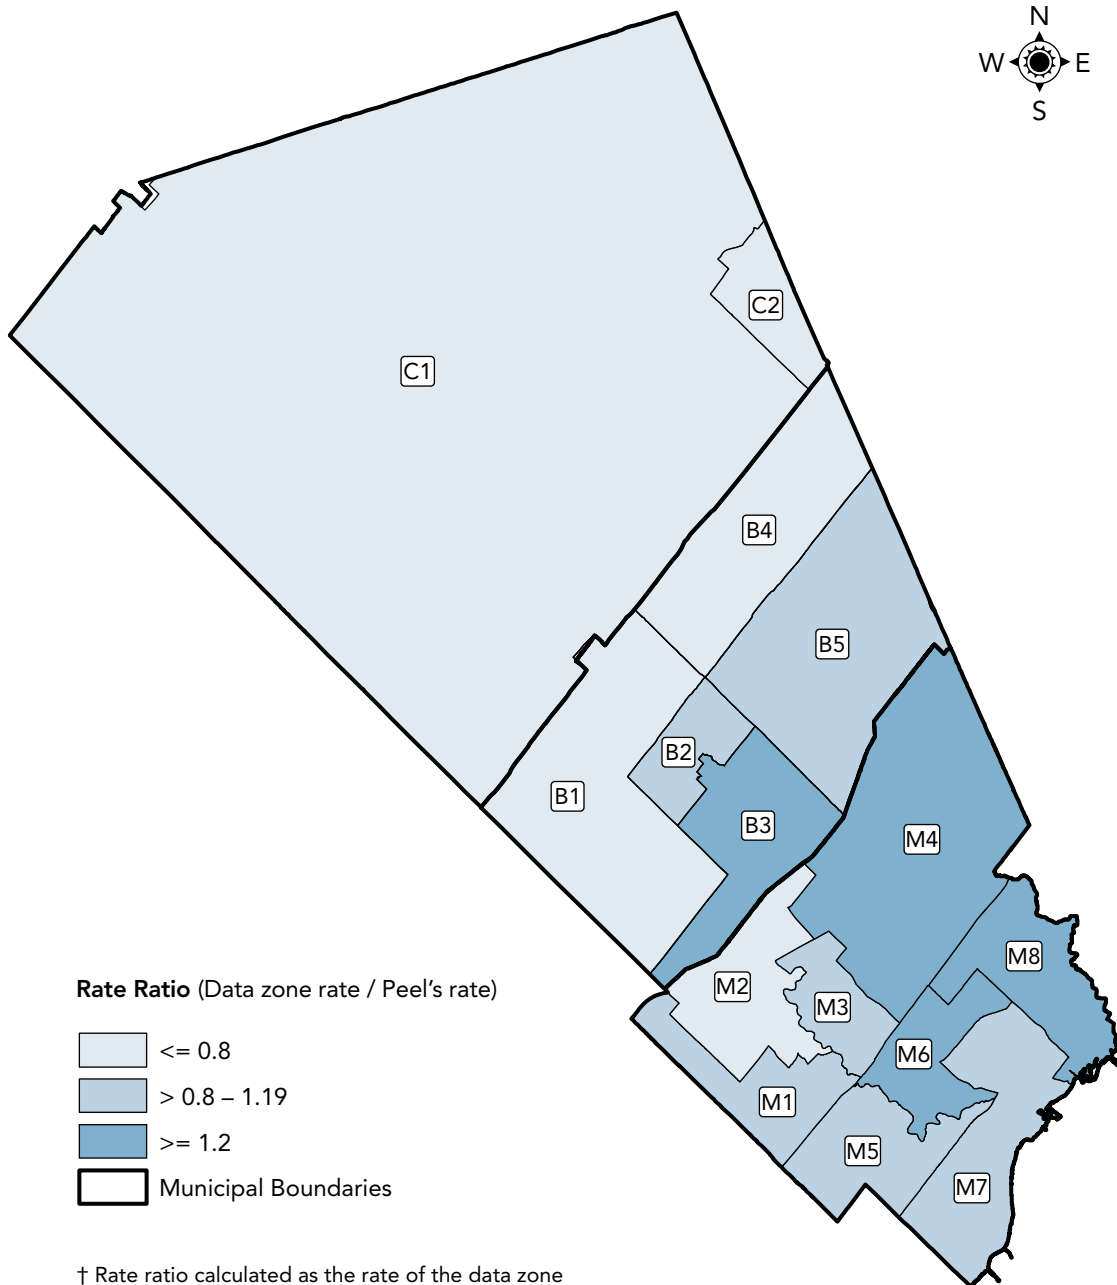 N
W E
S
C2
C1
B4
B5
B2
B1
B3
M4
M8
M2
M3
M6
M1
M5
M7
Rate Ratio (Data zone rate / Peel's rate)
<= 0.8
> 0.8 – 1.19
>= 1.2
Municipal Boundaries
† Rate ratio calculated as the rate of the data zone